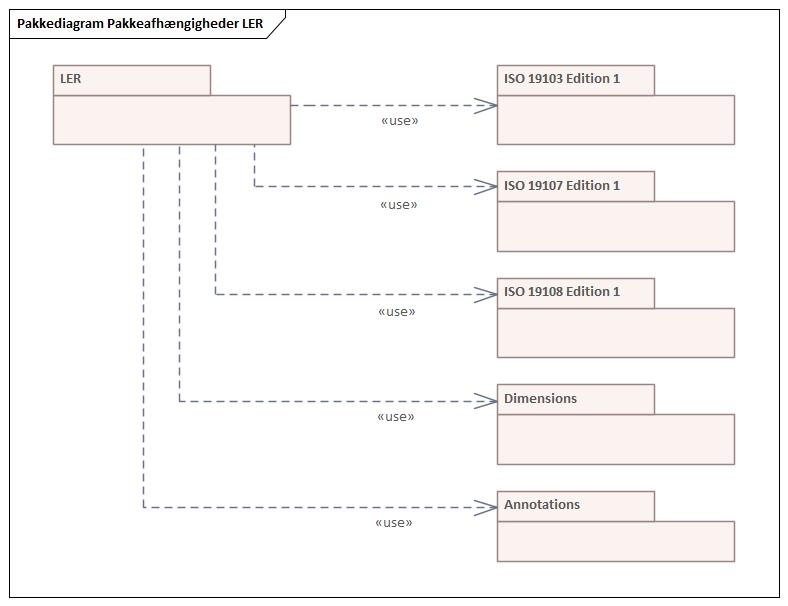 Pakkediagram Pakkeafhængigheder LER
LER
ISO 19103 Edition 1
«use»
ISO 19107 Edition 1
«use»
ISO 19108 Edition 1
«use»
Dimensions
«use»
Annotations
«use»